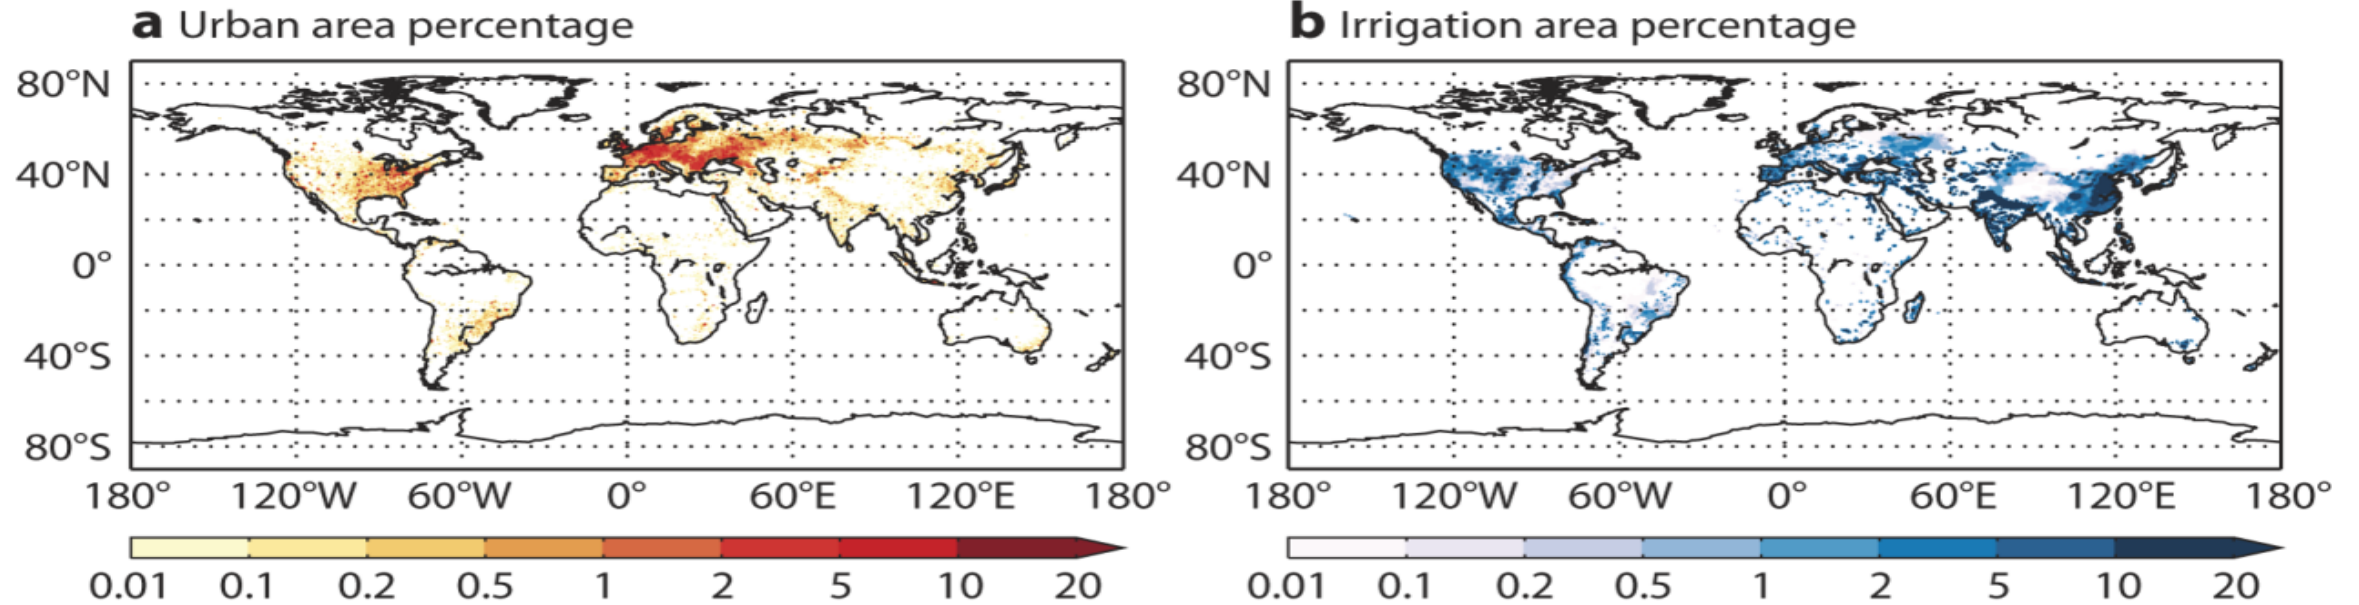 a Urban area percentage
80°N
40°N
0°
40°S
80°S
180° 120°W 60°W 0° 60°E 120°E 180°
0.01 0.1 0.2 0.5 1 2 5 10 20
b Irrigation area percentage
80°N
40°N
0°
40°S
80°S
180° 120°W 60°W 0° 60°E 120°E 180°
0.01 0.1 0.2 0.5 1 2 5 10 20